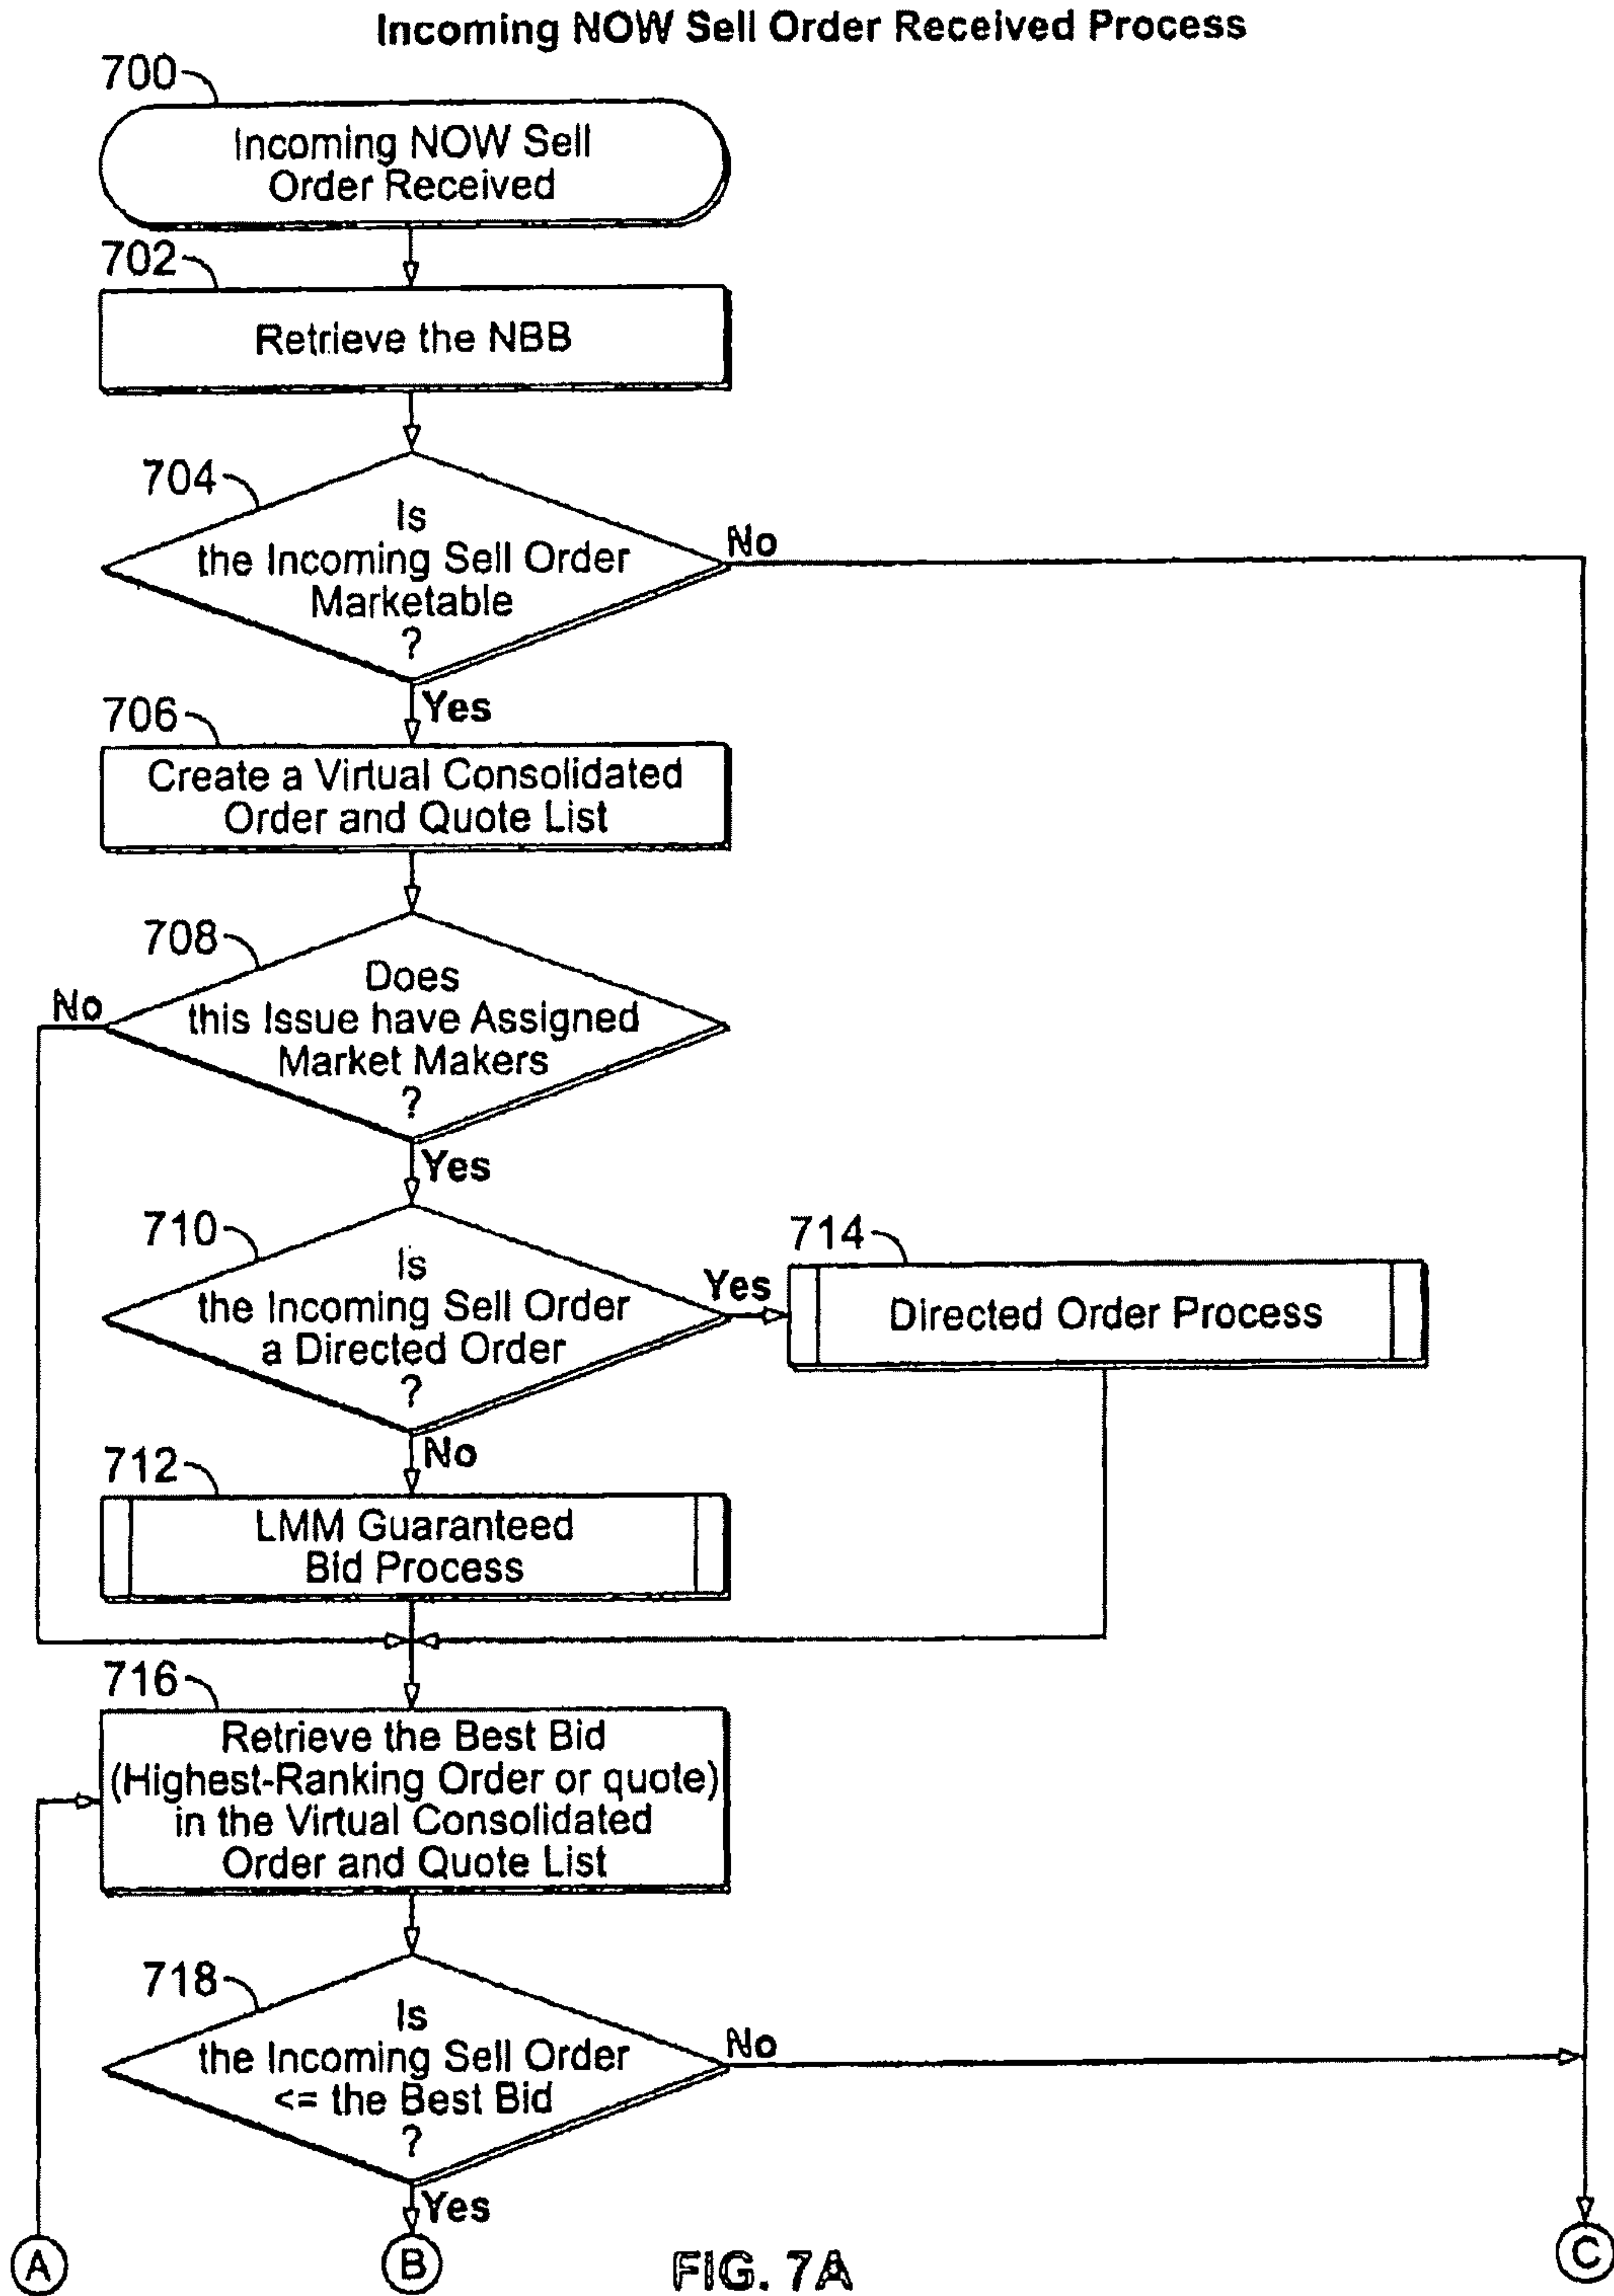 Incoming NOW Sell Order Received Process
700
Incoming NOW Sell
Order Received
702
Retrieve the NBB
704
Is
the Incoming Sell Order
Marketable
?
No
Yes
706
Create a Virtual Consolidated
Order and Quote List
708
Does
this Issue have Assigned
Market Makers
?
No
Yes
710
Is
the Incoming Sell Order
a Directed Order
?
Yes
714
Directed Order Process
No
712
LMM Guaranteed
Bid Process
716
Retrieve the Best Bid
(Highest-Ranking Order or quote)
in the Virtual Consolidated
Order and Quote List
718
Is
the Incoming Sell Order
<= the Best Bid
?
No
Yes
A
B
C
FIG. 7A